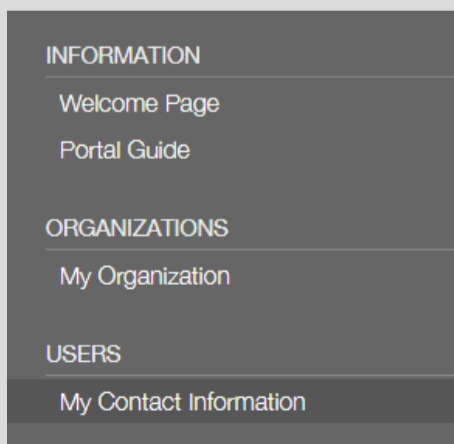 INFORMATION
Welcome Page
Portal Guide
ORGANIZATIONS
My Organization
USERS
My Contact Information